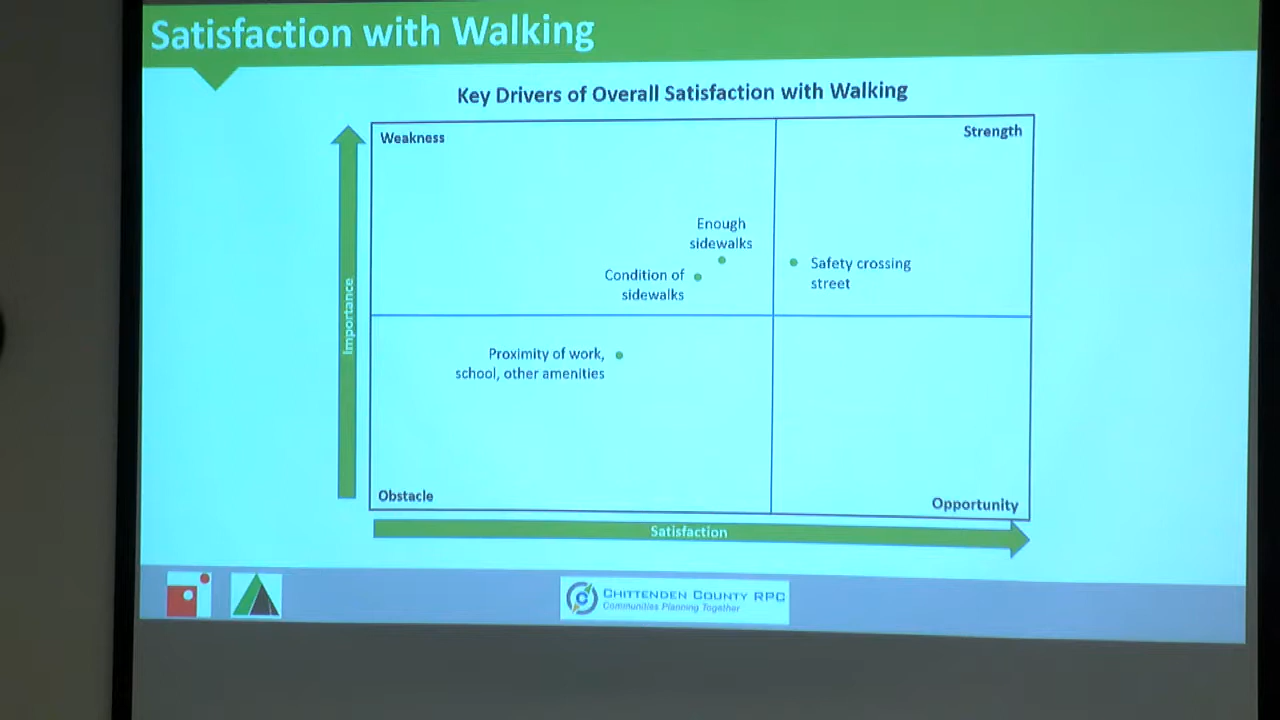 Satisfaction with Walking
Key Drivers of Overall Satisfaction with Walking
Weakness
Strength
Enough
sidewalks
Condition of
sidewalks
Safety crossing
street
Importance
Proximity of work,
school, other amenities
Obstacle
Opportunity
Satisfaction
CHITTENDEN COUNTY RPC
Communities Planning Together